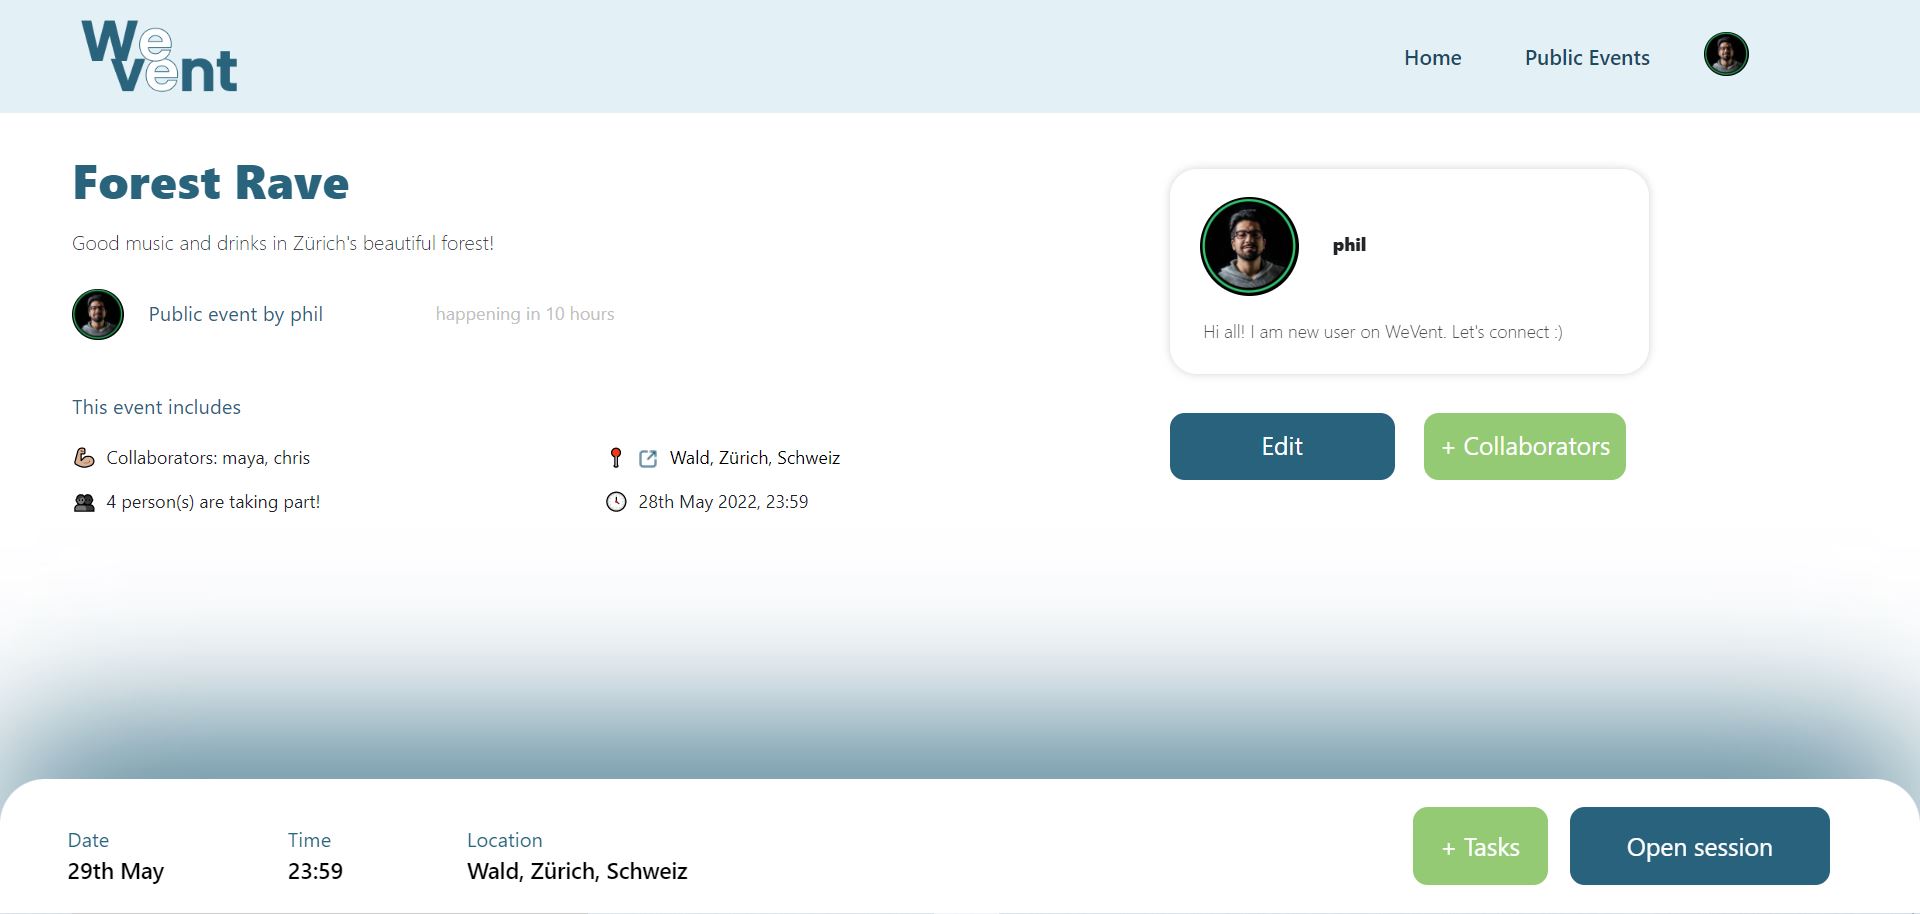 We
Vent
Home
Public Events
Forest Rave
Good music and drinks in Zürich's beautiful forest!
Public event by phil
happening in 10 hours
This event includes
Collaborators: maya, chris
Wald, Zürich, Schweiz
4 person(s) are taking part!
28th May 2022, 23:59
phil
Hi all! I am new user on WeVent. Let's connect :)
Edit
+ Collaborators
Date
29th May
Time
23:59
Location
Wald, Zürich, Schweiz
+ Tasks
Open session